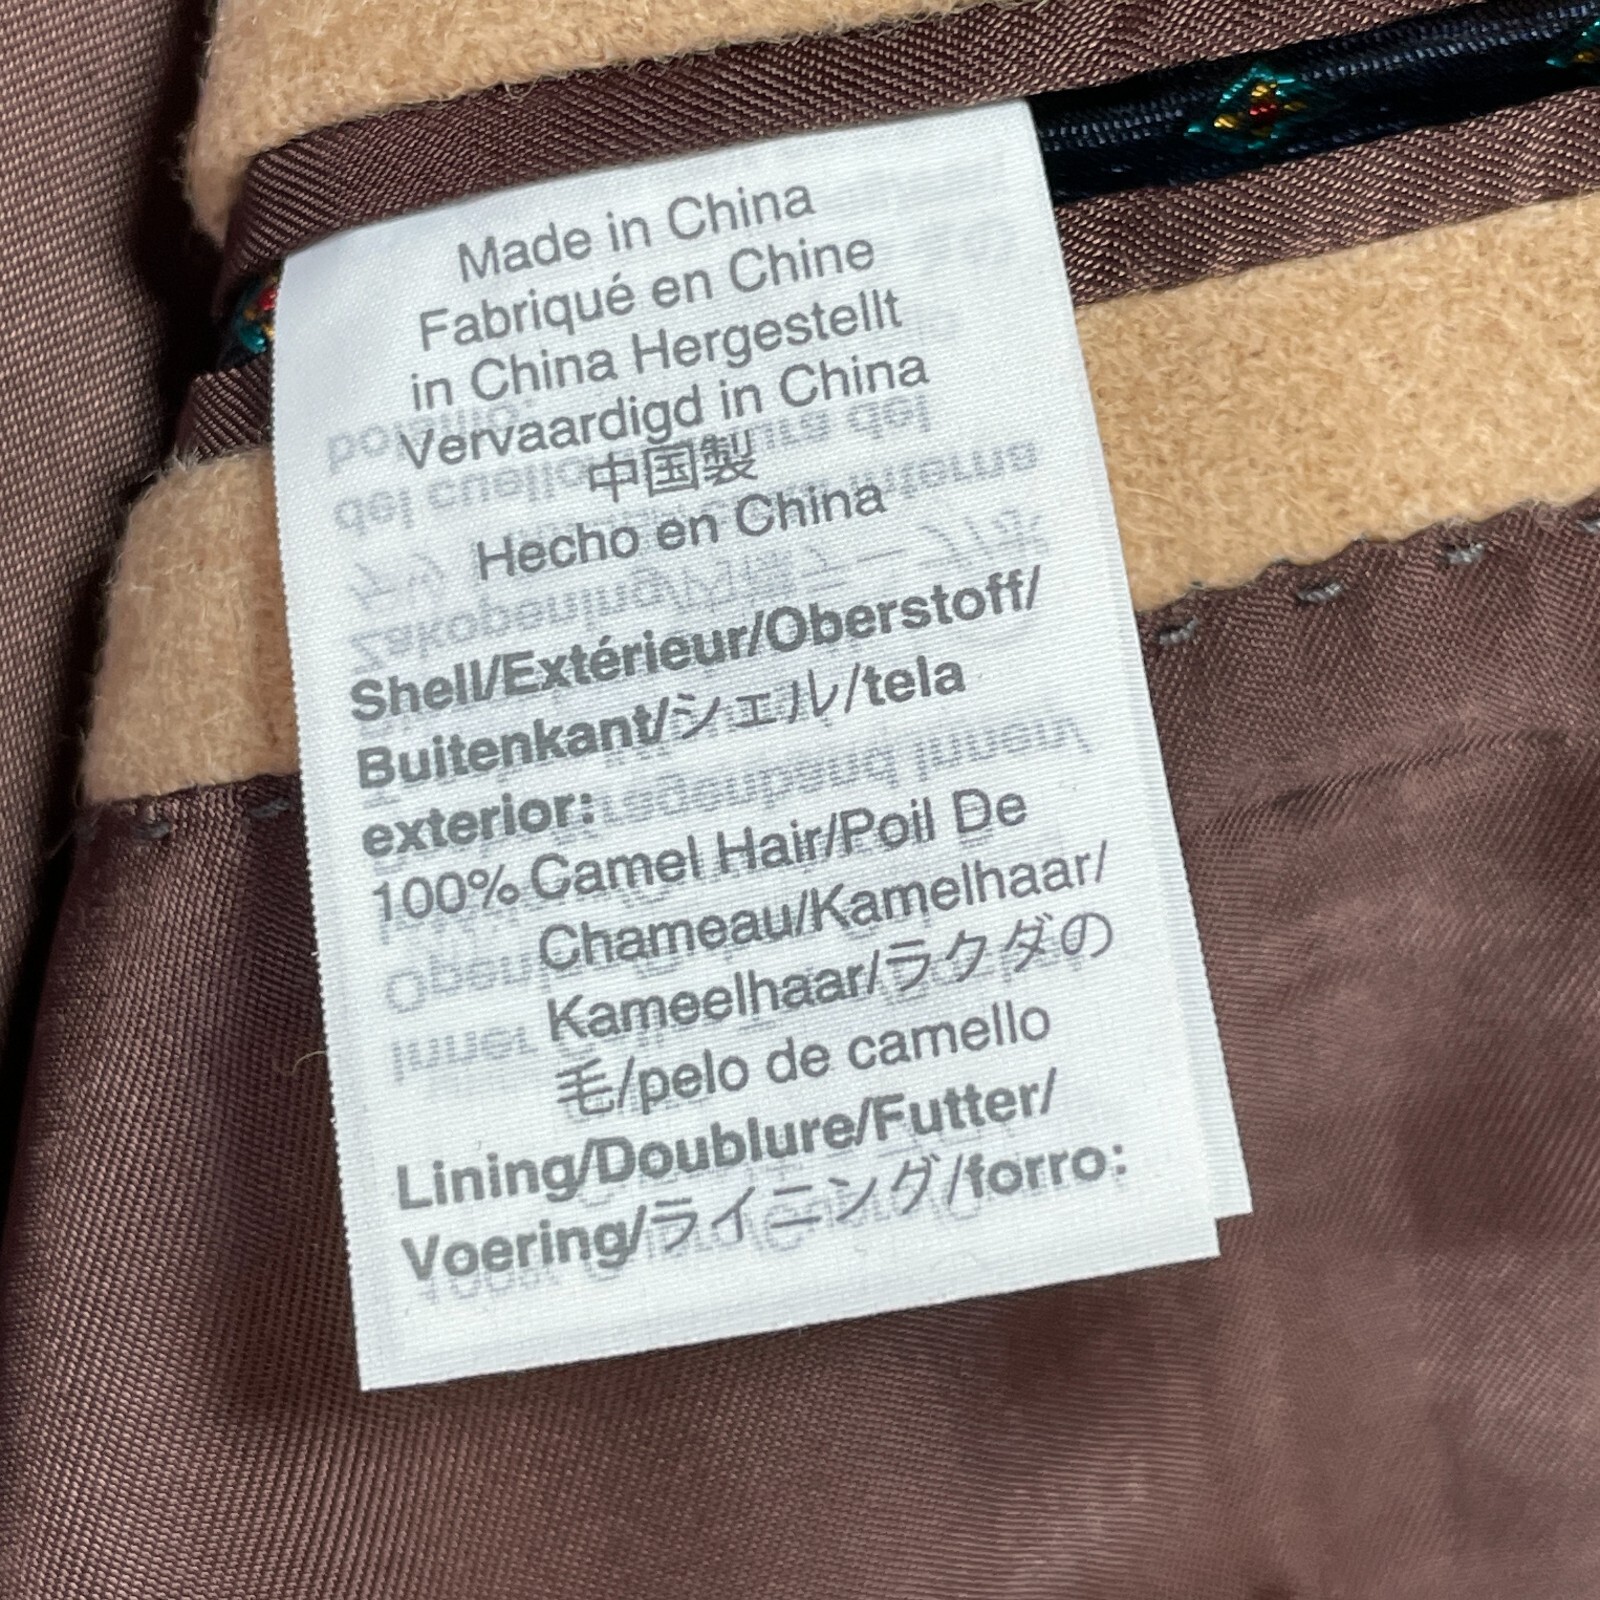 Made in China
Fabriqué en Chine
in China Hergestellt
Vervaardigd in China
中国製
Hecho en China
Shell/Extérieur/Oberstoff/
Buitenkant/シェル/tela
exterior:
100% Camel Hair/Poil De
Chameau/Kamelhaar/
Kameelhaar/ラクダの
毛/pelo de camello
Lining/Doublure/Futter/
Voering/ライニング/forro: